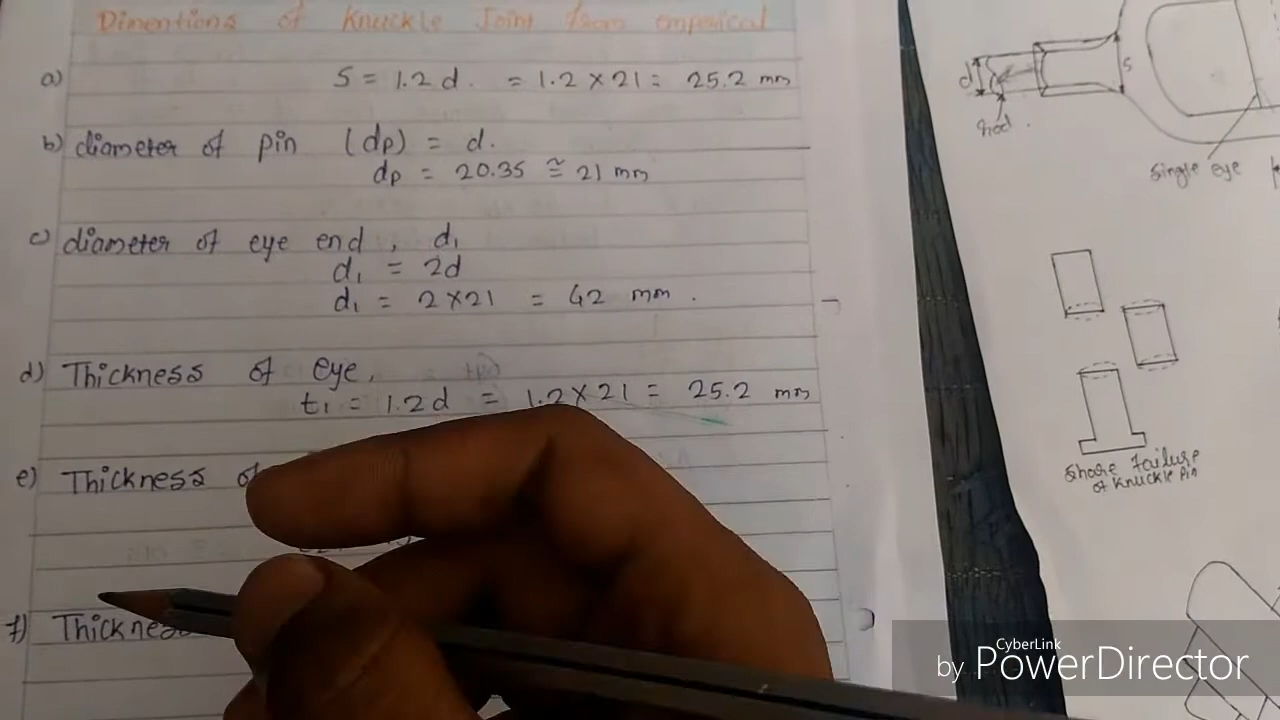 Dimentions of Knuckle Joint from emperical
a) S = 1.2 d. = 1.2 × 21 = 25.2 mm
b) diameter of pin (dp) = d.
dp = 20.35 ≅ 21 mm
c) diameter of eye end, d1
d1 = 2d
d1 = 2 × 21 = 42 mm.
d) Thickness of eye,
t1 = 1.2d = 1.2 × 21 = 25.2 mm
e) Thickness of
f) Thickness
d
S
rod.
Single eye
Share failure
of knuckle pin
CyberLink
by PowerDirector